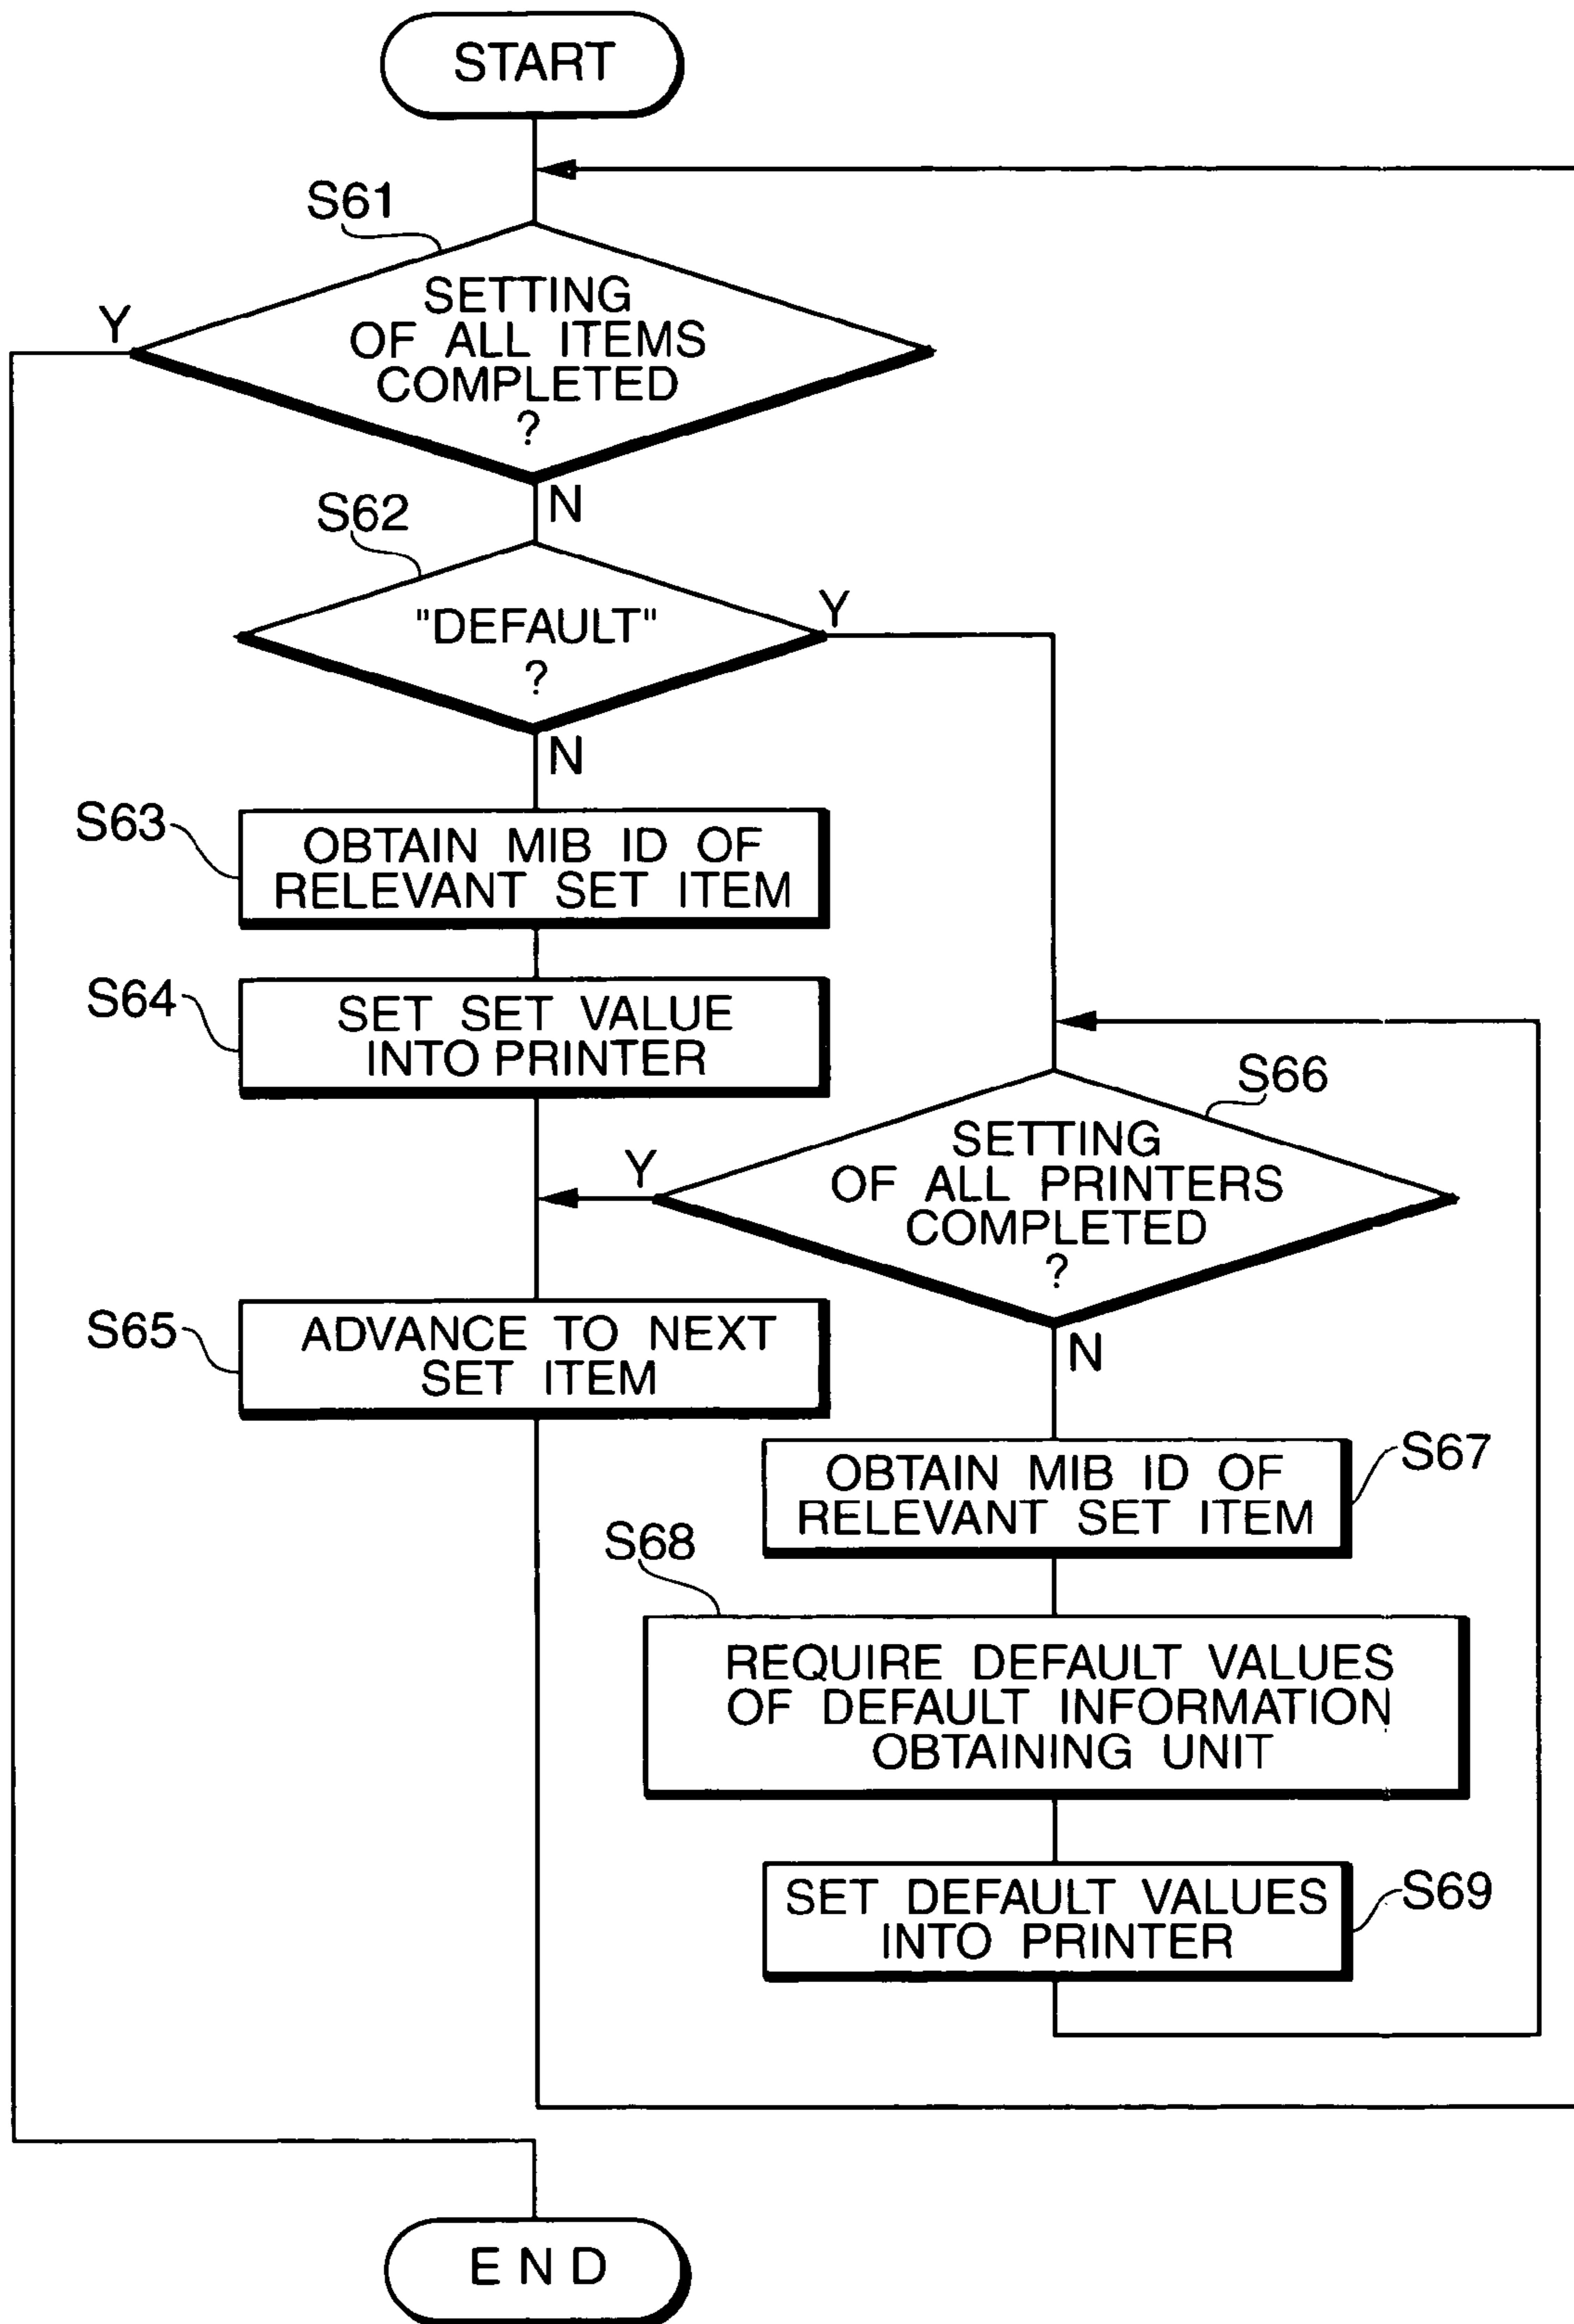 START
S61
SETTING
OF ALL ITEMS
COMPLETED
?
Y
N
S62
"DEFAULT"
?
Y
N
S63
OBTAIN MIB ID OF
RELEVANT SET ITEM
S64
SET SET VALUE
INTO PRINTER
S66
SETTING
OF ALL PRINTERS
COMPLETED
?
Y
N
S65
ADVANCE TO NEXT
SET ITEM
S67
OBTAIN MIB ID OF
RELEVANT SET ITEM
S68
REQUIRE DEFAULT VALUES
OF DEFAULT INFORMATION
OBTAINING UNIT
S69
SET DEFAULT VALUES
INTO PRINTER
END